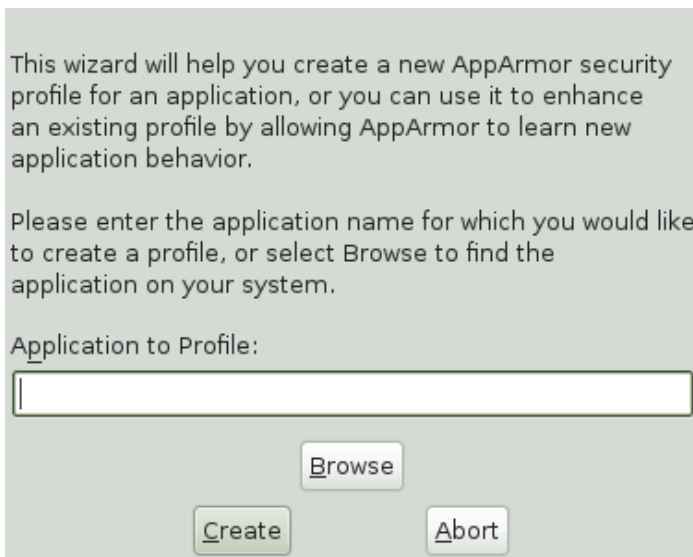 This wizard will help you create a new AppArmor security
profile for an application, or you can use it to enhance
an existing profile by allowing AppArmor to learn new
application behavior.
Please enter the application name for which you would like
to create a profile, or select Browse to find the
application on your system.
Application to Profile:
Browse
Create Abort